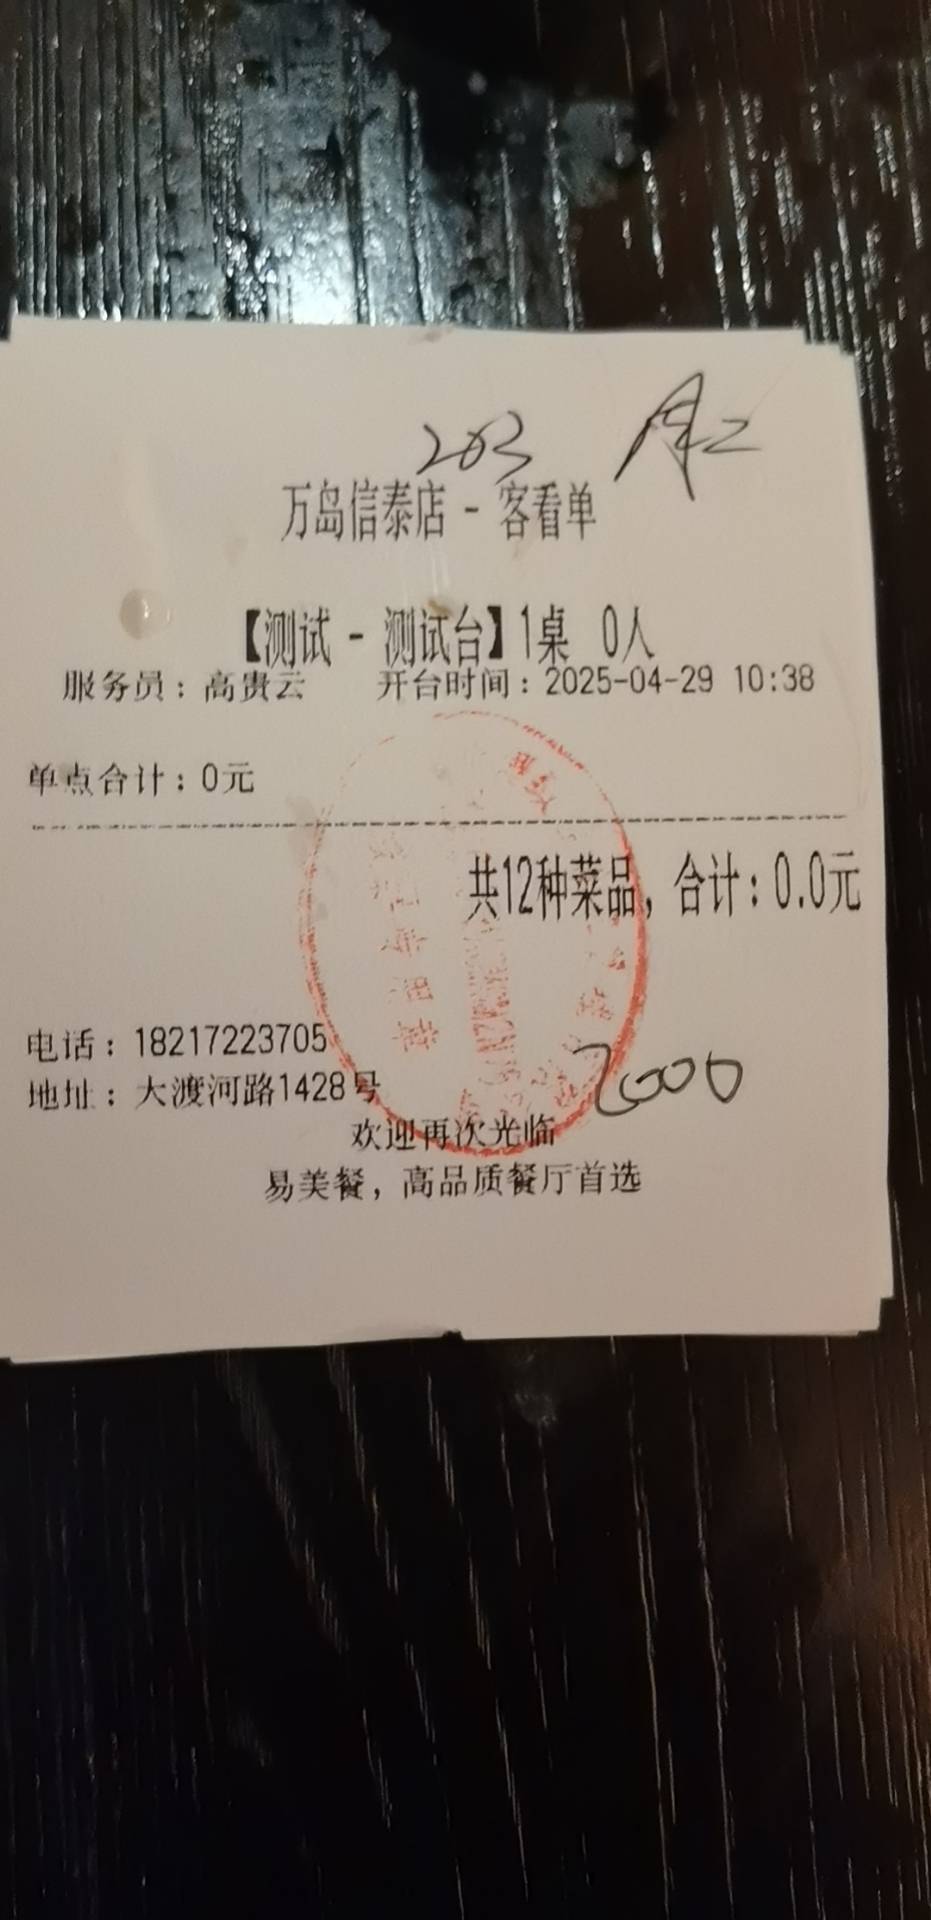 203 周二
万岛信泰店 - 客看单
【测试 - 测试台】1桌 0人
服务员：高贵云 开台时间：2025-04-29 10:38
单点合计：0元
共12种菜品，合计：0.0元
电话：18217223705
地址：大渡河路1428号
2000
欢迎再次光临
易美餐，高品质餐厅首选